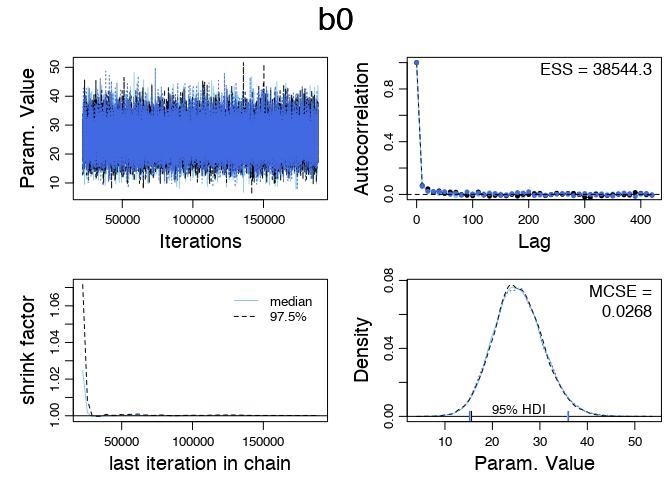 b0
50
40
30
20
10
Param. Value
50000 100000 150000
Iterations
ESS = 38544.3
0.8
0.4
0.0
Autocorrelation
0 100 200 300 400
Lag
1.06
1.04
1.02
1.00
shrink factor
median
97.5%
50000 100000 150000
last iteration in chain
MCSE =
0.0268
0.08
0.04
0.00
Density
95% HDI
10 20 30 40 50
Param. Value